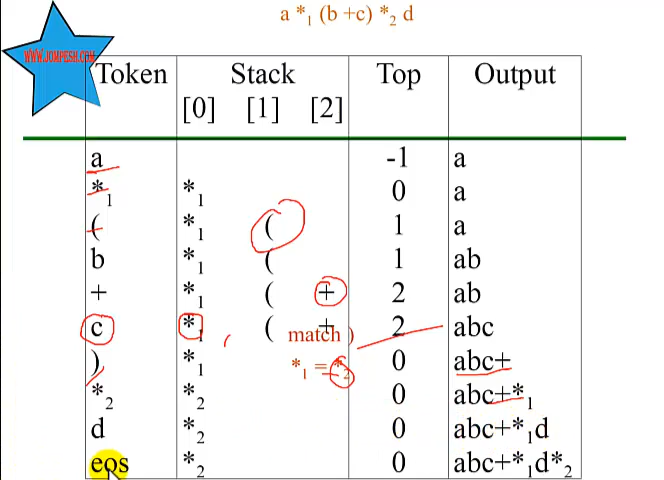 a *₁ (b +c) *₂ d
WWW.JOMPESH.COM
Token Stack Top Output
[0] [1] [2]
a -1 a
*₁ *₁ 0 a
( *₁ ( 1 a
b *₁ ( 1 ab
+ *₁ ( + 2 ab
c *₁ ( + 2 abc
match )
) *₁ 0 abc+
*₁ = *₂
*₂ *₂ 0 abc+*₁
d *₂ 0 abc+*₁d
eos *₂ 0 abc+*₁d*₂